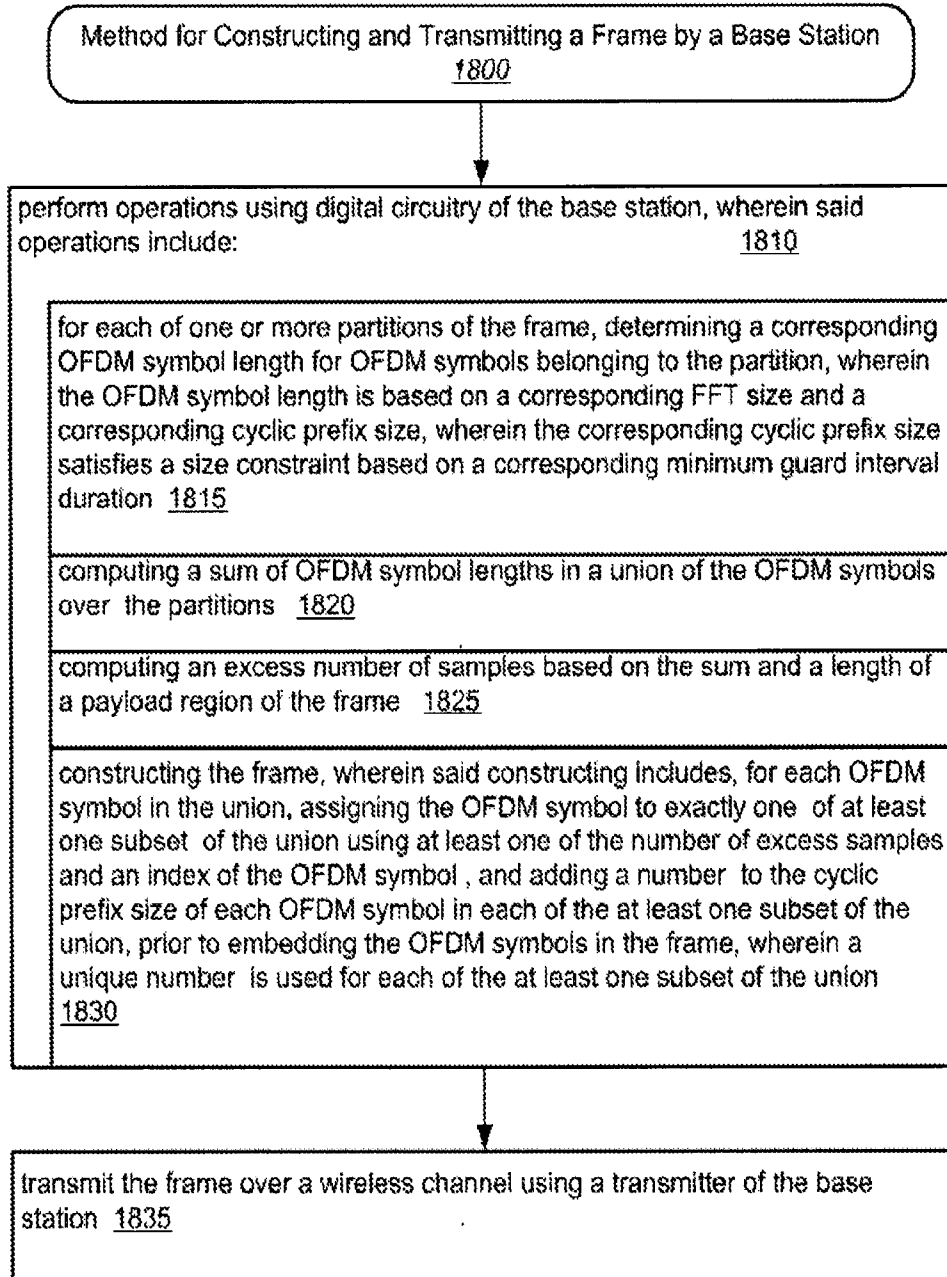 Method for Constructing and Transmitting a Frame by a Base Station
1800
perform operations using digital circuitry of the base station, wherein said
operations include: 1810
for each of one or more partitions of the frame, determining a corresponding
OFDM symbol length for OFDM symbols belonging to the partition, wherein
the OFDM symbol length is based on a corresponding FFT size and a
corresponding cyclic prefix size, wherein the corresponding cyclic prefix size
satisfies a size constraint based on a corresponding minimum guard interval
duration 1815
computing a sum of OFDM symbol lengths in a union of the OFDM symbols
over the partitions 1820
computing an excess number of samples based on the sum and a length of
a payload region of the frame 1825
constructing the frame, wherein said constructing includes, for each OFDM
symbol in the union, assigning the OFDM symbol to exactly one of at least
one subset of the union using at least one of the number of excess samples
and an index of the OFDM symbol , and adding a number to the cyclic
prefix size of each OFDM symbol in each of the at least one subset of the
union, prior to embedding the OFDM symbols in the frame, wherein a
unique number is used for each of the at least one subset of the union
1830
transmit the frame over a wireless channel using a transmitter of the base
station 1835